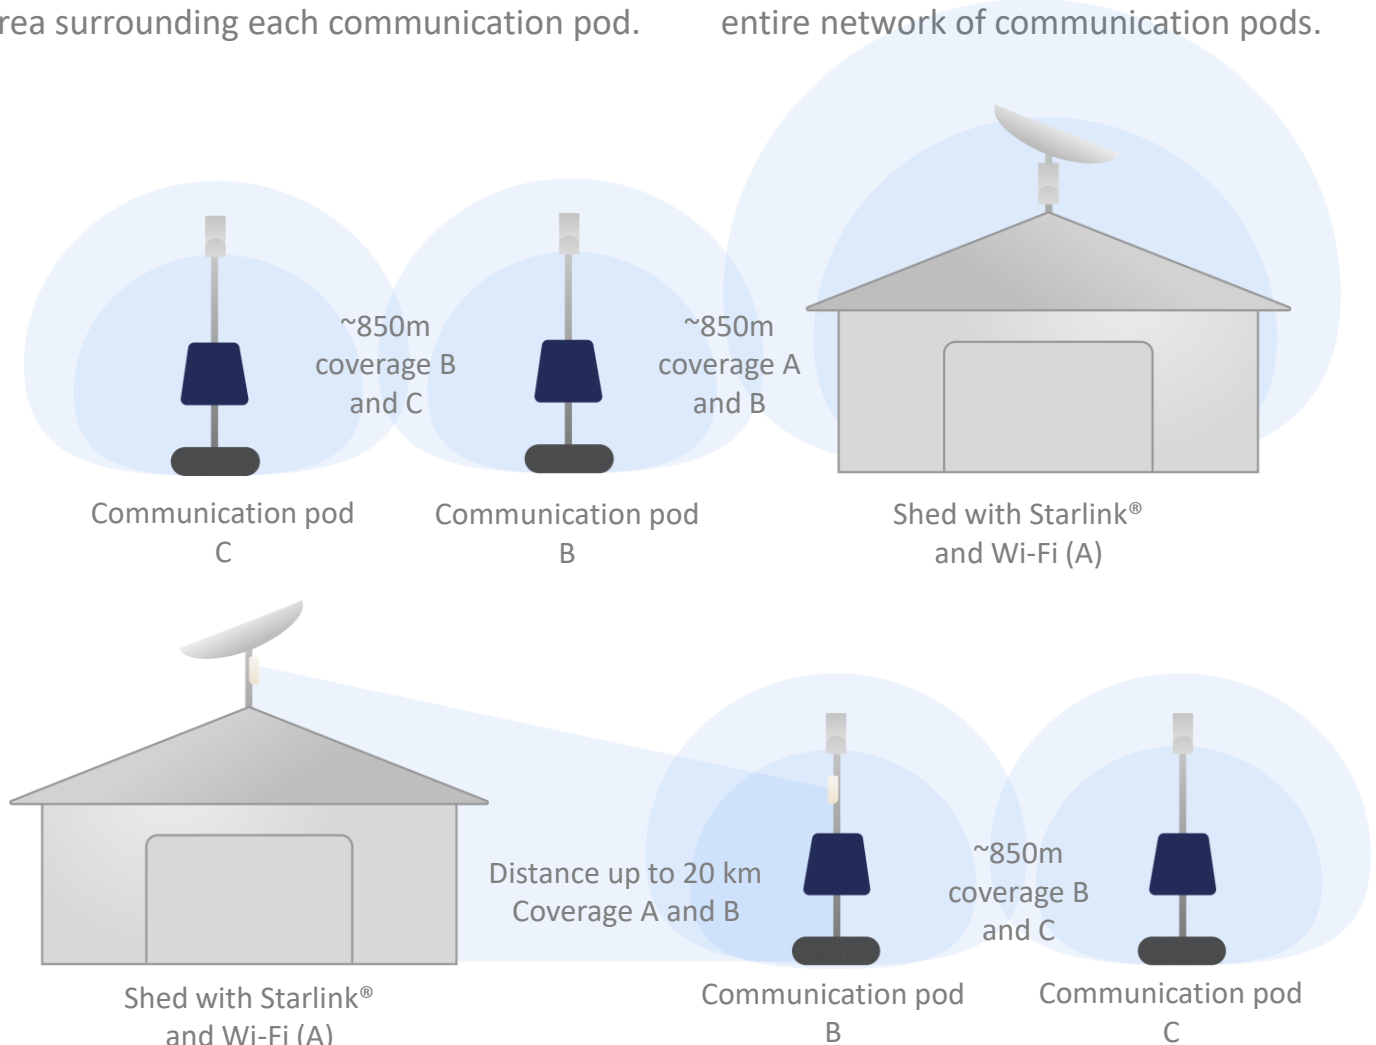 surrounding each communication pod.
entire network of communication pods.
~850m
coverage B
and C
~850m
coverage A
and B
Communication pod
C
Communication pod
B
Shed with Starlink®
and Wi-Fi (A)
Distance up to 20 km
Coverage A and B
~850m
coverage B
and C
Shed with Starlink®
and Wi-Fi (A)
Communication pod
B
Communication pod
C